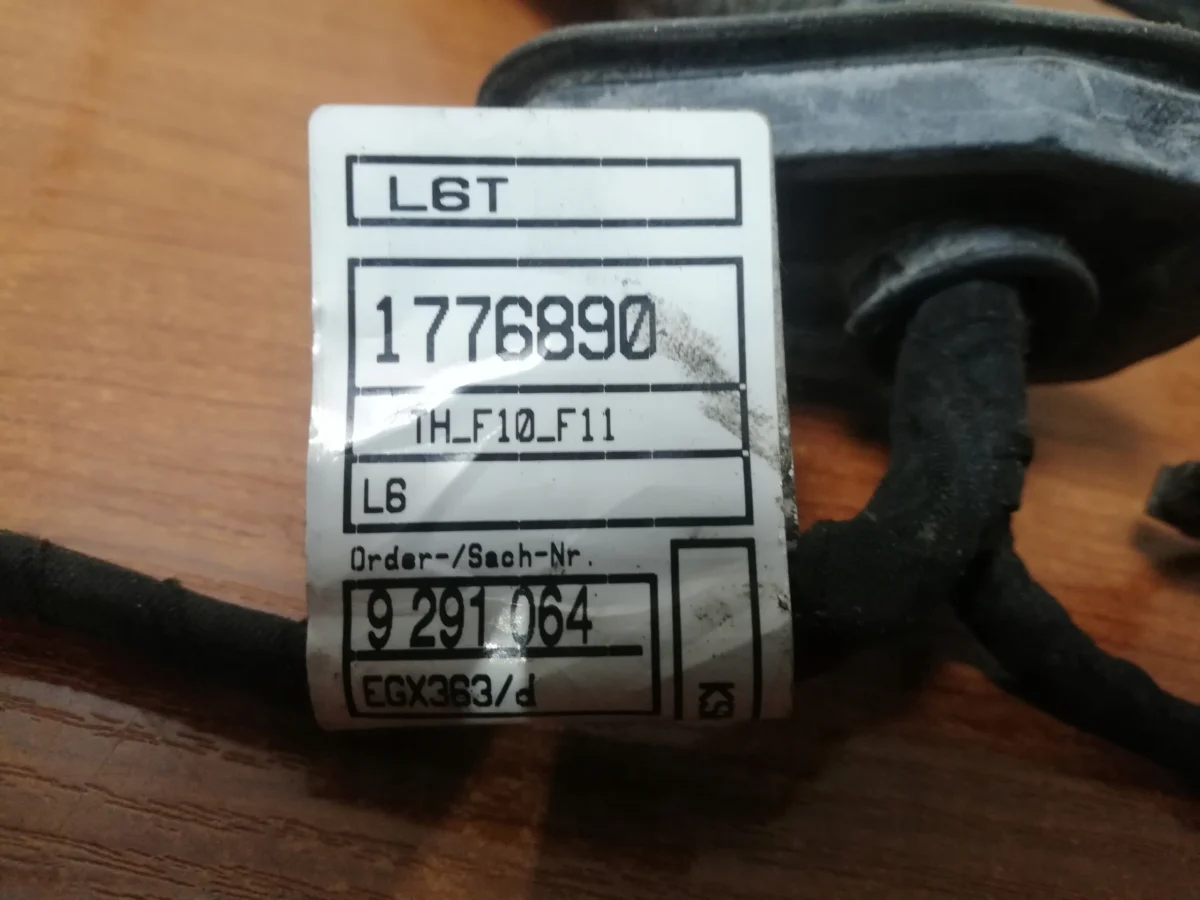 L6T
1776890
TH_F10_F11
L6
Order-/Sach-Nr.
9 291 064
EGX363/d